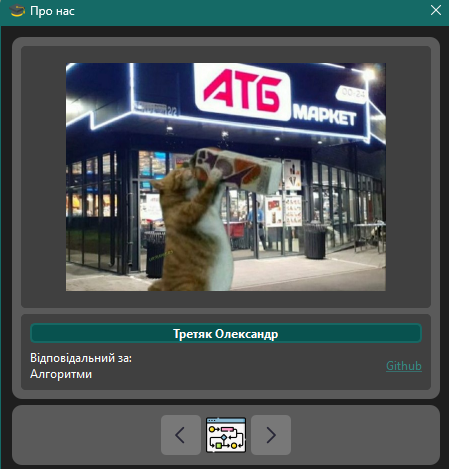 Про нас
АТБ
МАРКЕТ
Третяк Олександр
Відповідальний за:
Алгоритми
Github